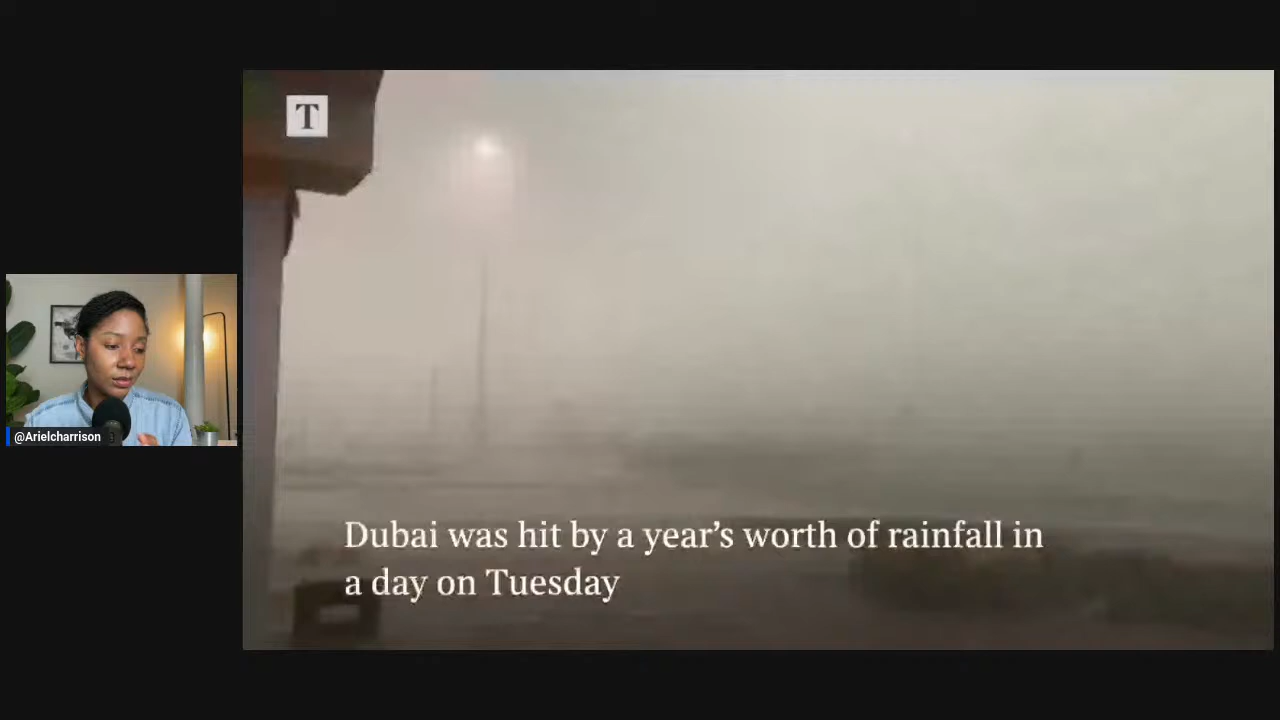 T
@Arielcharrison
Dubai was hit by a year's worth of rainfall in
a day on Tuesday